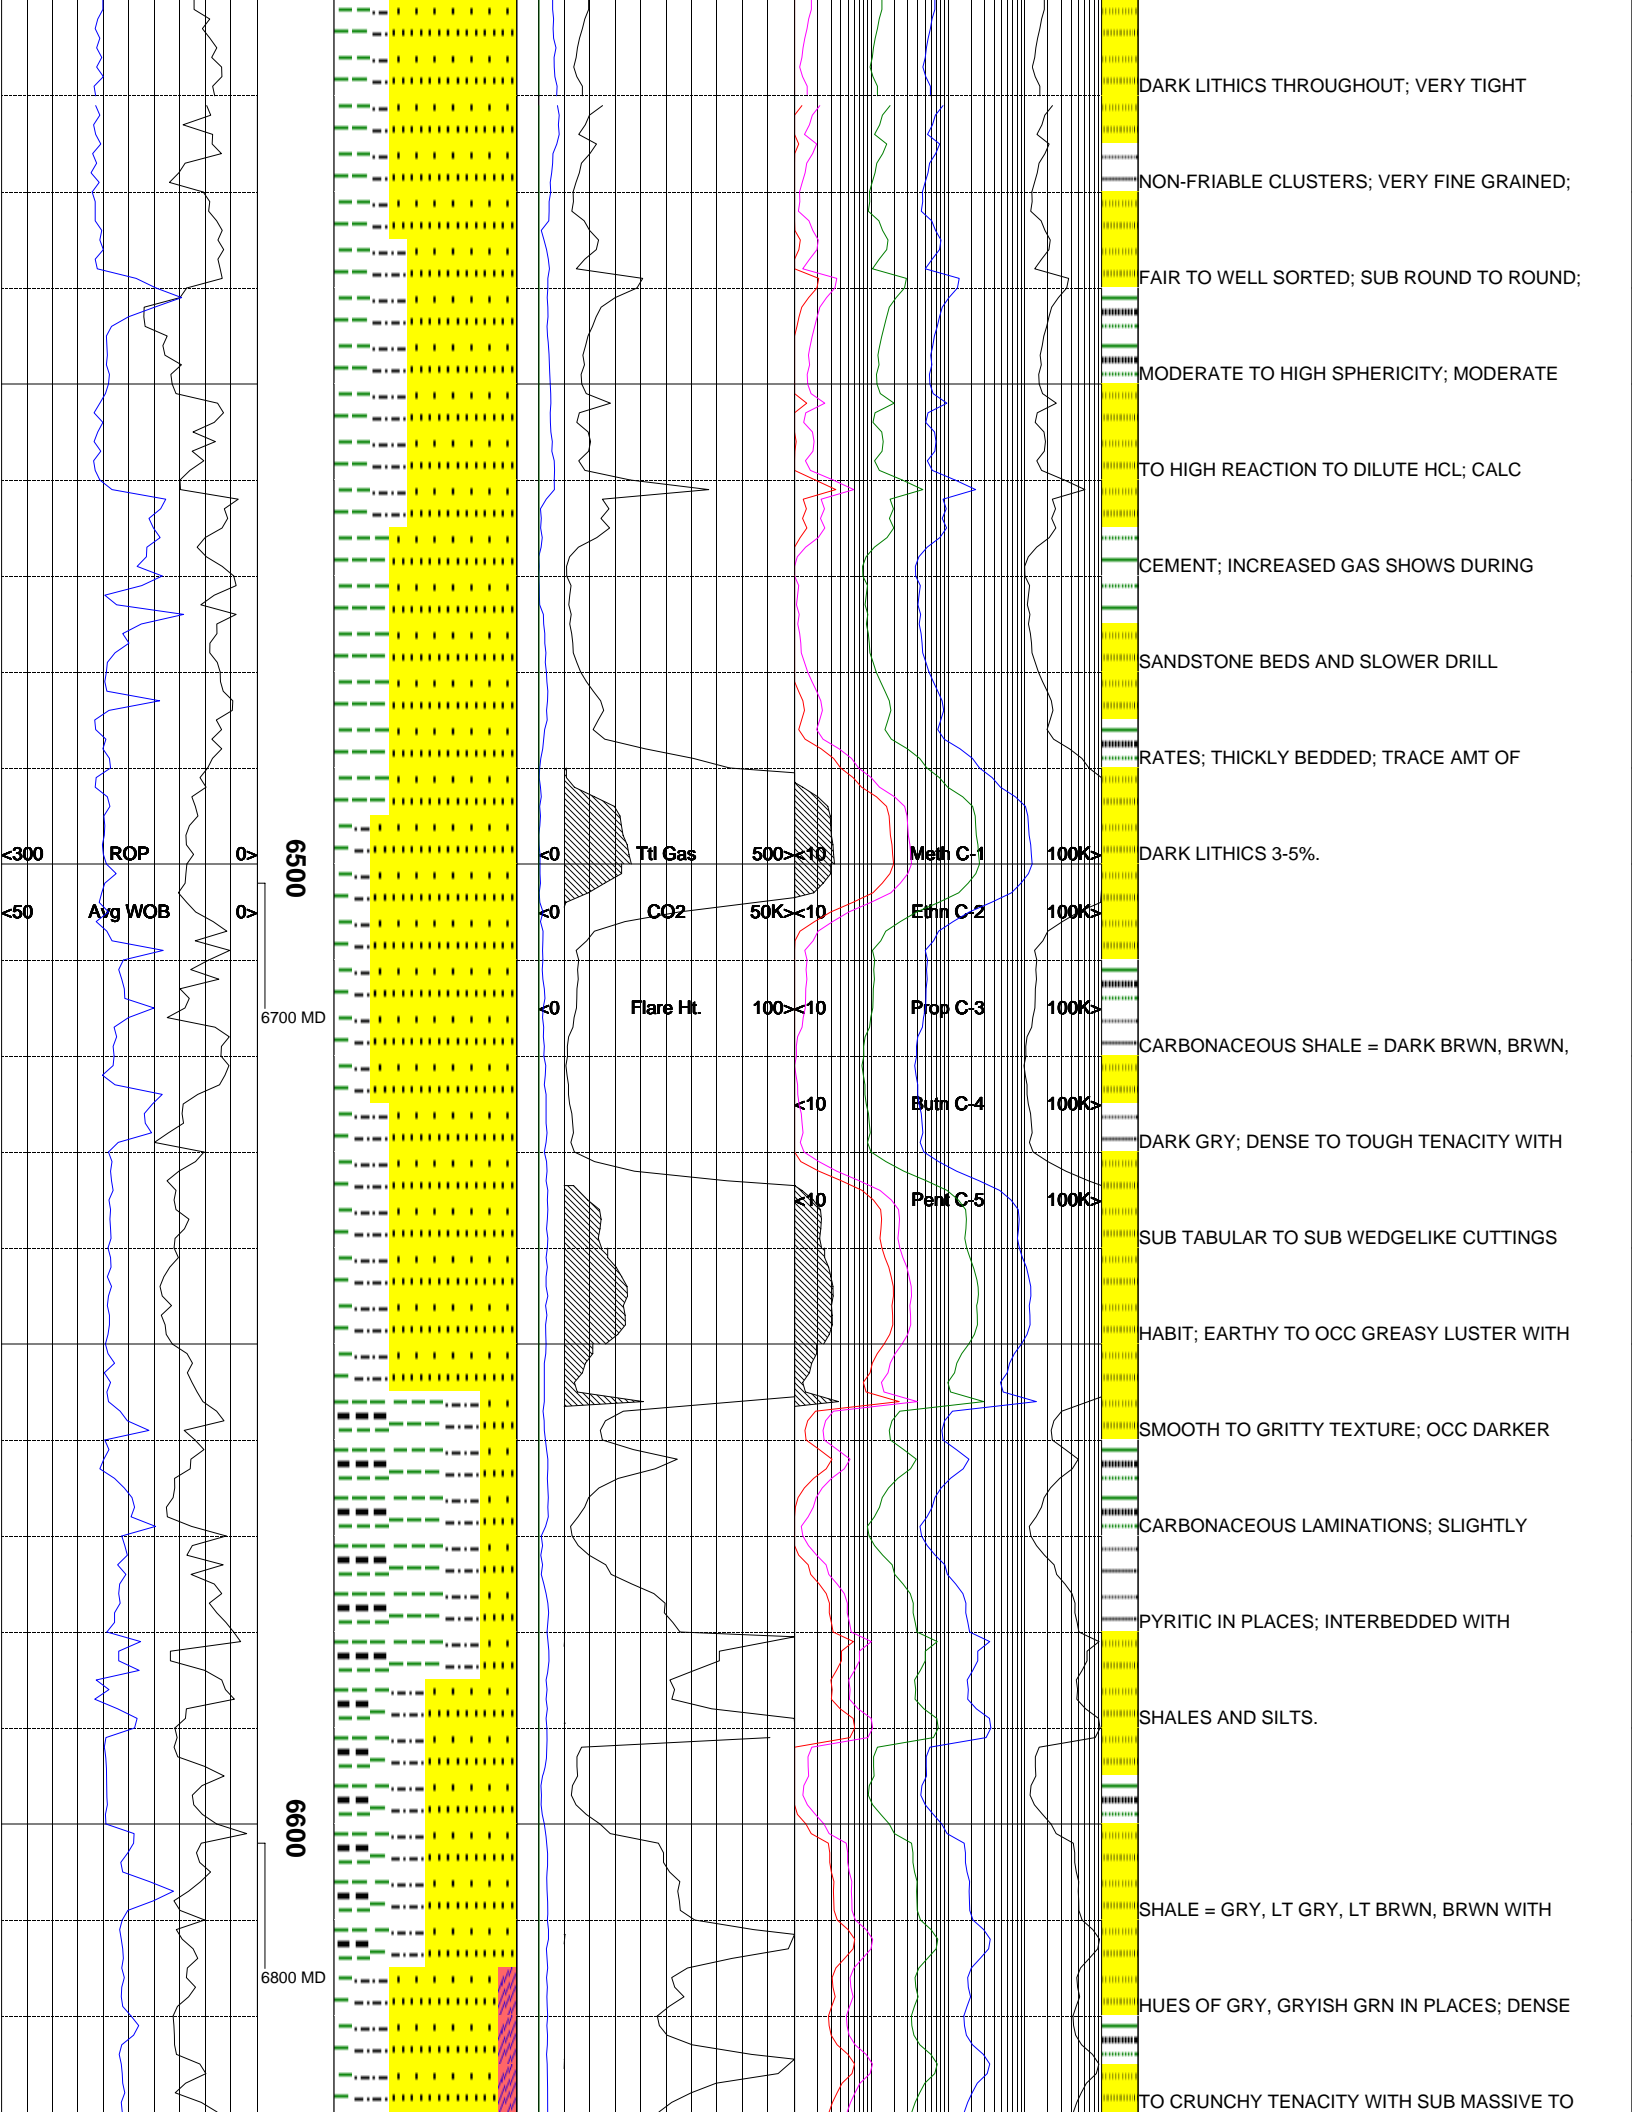 DARK LITHICS THROUGHOUT; VERY TIGHT
NON-FRIABLE CLUSTERS; VERY FINE GRAINED;
FAIR TO WELL SORTED; SUB ROUND TO ROUND;
MODERATE TO HIGH SPHERICITY; MODERATE
TO HIGH REACTION TO DILUTE HCL; CALC
CEMENT; INCREASED GAS SHOWS DURING
SANDSTONE BEDS AND SLOWER DRILL
RATES; THICKLY BEDDED; TRACE AMT OF
<300 ROP 0> 6500 <0 Ttl Gas 500> <10 Meth C-1 100K> DARK LITHICS 3-5%.
<50 Avg WOB 0> <0 CO2 50K> <10 Ethn C-2 100K>
6700 MD <0 Flare Ht. 100> <10 Prop C-3 100K>
CARBONACEOUS SHALE = DARK BRWN, BRWN,
<10 Butn C-4 100K>
DARK GRY; DENSE TO TOUGH TENACITY WITH
<10 Pent C-5 100K>
SUB TABULAR TO SUB WEDGELIKE CUTTINGS
HABIT; EARTHY TO OCC GREASY LUSTER WITH
SMOOTH TO GRITTY TEXTURE; OCC DARKER
CARBONACEOUS LAMINATIONS; SLIGHTLY
PYRITIC IN PLACES; INTERBEDDED WITH
SHALES AND SILTS.
6600
SHALE = GRY, LT GRY, LT BRWN, BRWN WITH
6800 MD
HUES OF GRY, GRYISH GRN IN PLACES; DENSE
TO CRUNCHY TENACITY WITH SUB MASSIVE TO